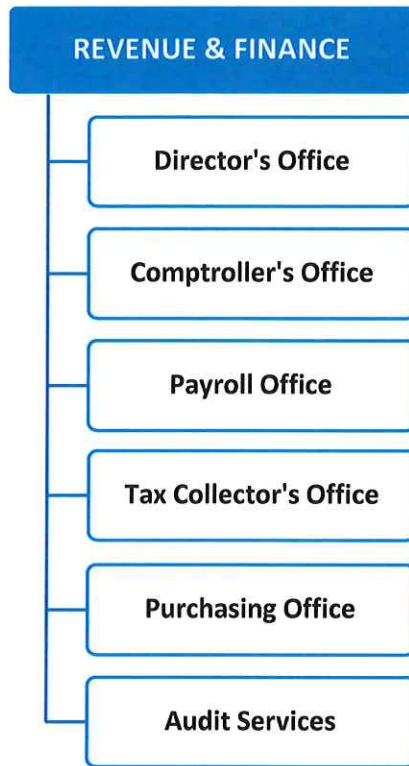 REVENUE & FINANCE
Director's Office
Comptroller's Office
Payroll Office
Tax Collector's Office
Purchasing Office
Audit Services